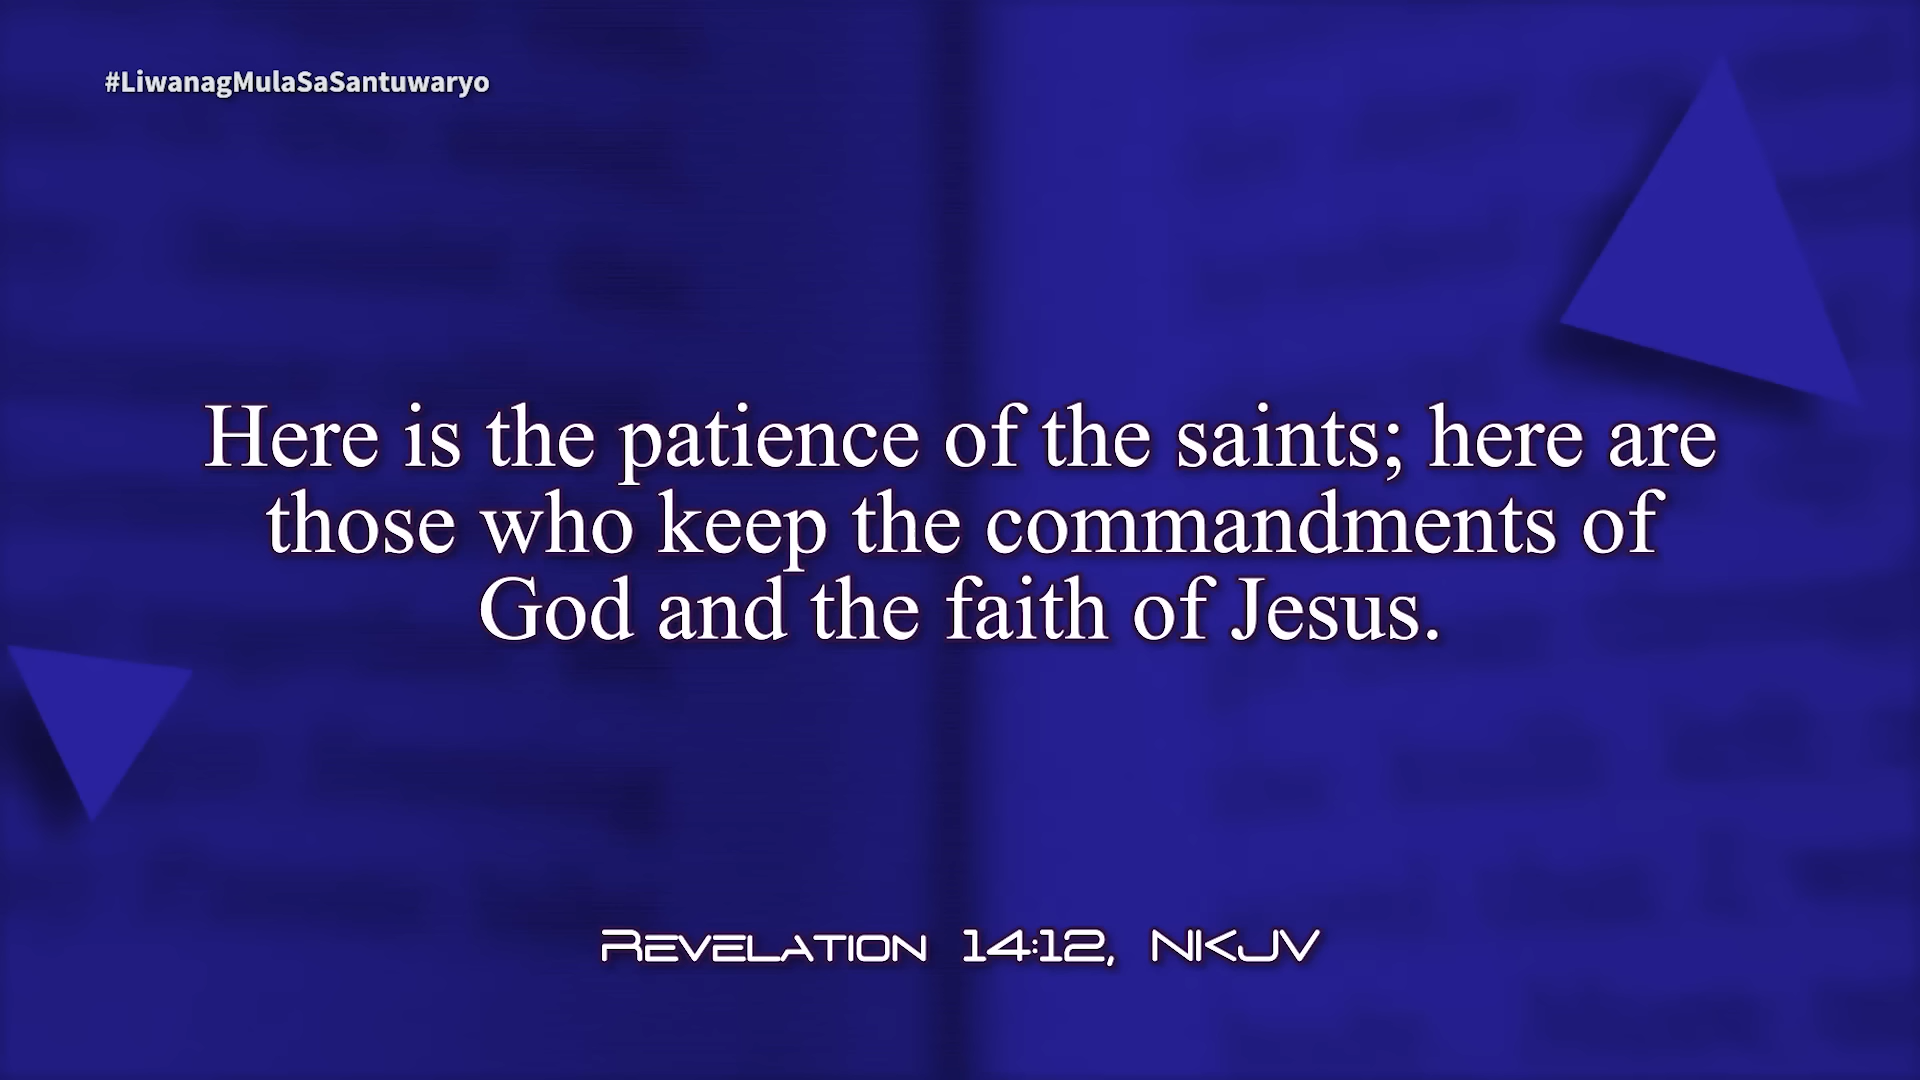 #LiwanagMulaSaSantuwaryo
Here is the patience of the saints; here are
those who keep the commandments of
God and the faith of Jesus.
Revelation 14:12, NKJV